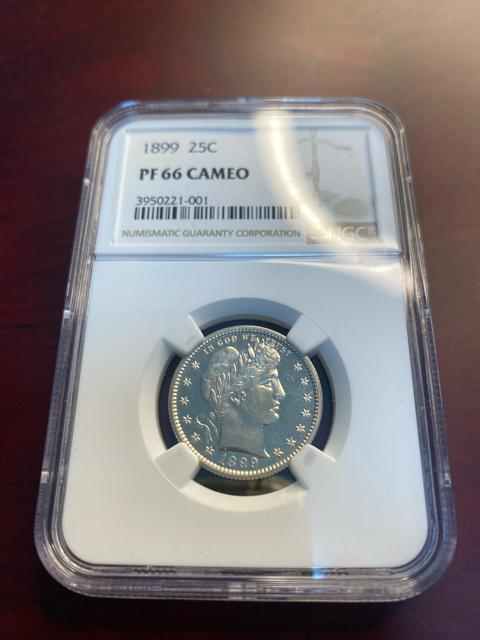 1899 25C
PF 66 CAMEO
3950221-001
NUMISMATIC GUARANTY CORPORATION
NGC®
IN GOD WE TRUST
1899